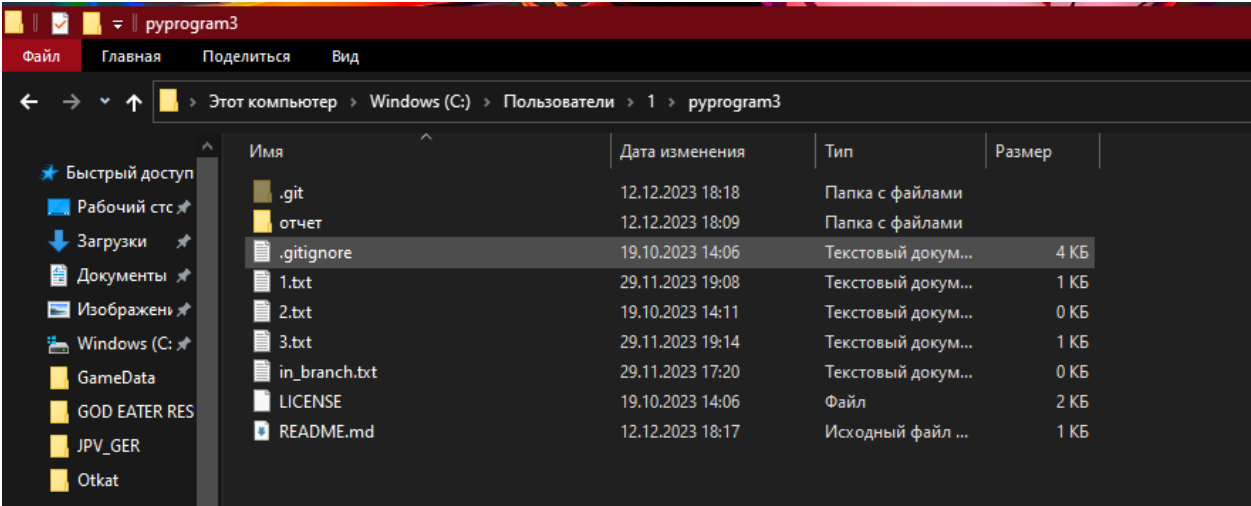 pyprogram3
Файл Главная Поделиться Вид
Этот компьютер > Windows (C:) > Пользователи > 1 > pyprogram3
Имя Дата изменения Тип Размер
Быстрый доступ
Рабочий стс
Загрузки
Документы
Изображени
Windows (C:
GameData
GOD EATER RES
JPV_GER
Otkat
.git 12.12.2023 18:18 Папка с файлами
отчет 12.12.2023 18:09 Папка с файлами
.gitignore 19.10.2023 14:06 Текстовый докум... 4 КБ
1.txt 29.11.2023 19:08 Текстовый докум... 1 КБ
2.txt 19.10.2023 14:11 Текстовый докум... 0 КБ
3.txt 29.11.2023 19:14 Текстовый докум... 1 КБ
in_branch.txt 29.11.2023 17:20 Текстовый докум... 0 КБ
LICENSE 19.10.2023 14:06 Файл 2 КБ
README.md 12.12.2023 18:17 Исходный файл ... 1 КБ